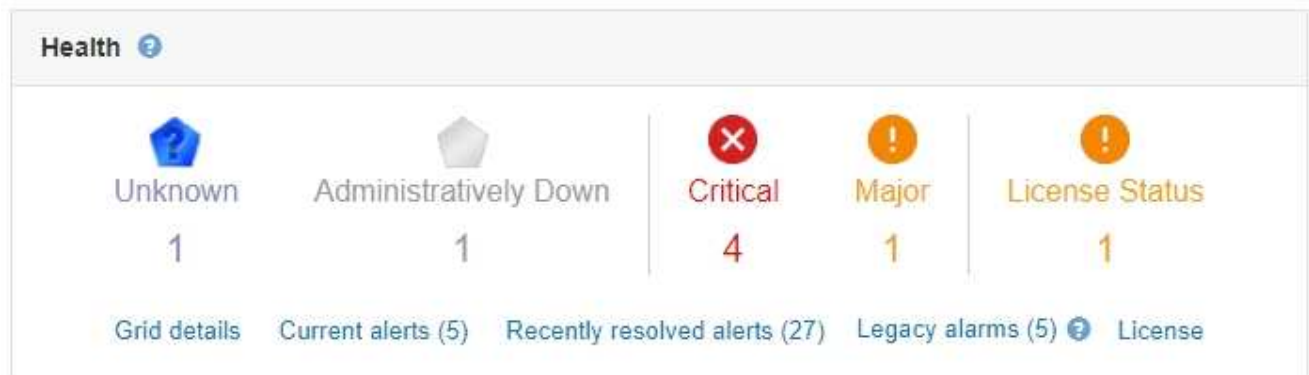 Health
Unknown Administratively Down Critical Major License Status
1 1 4 1 1
Grid details Current alerts (5) Recently resolved alerts (27) Legacy alarms (5) License